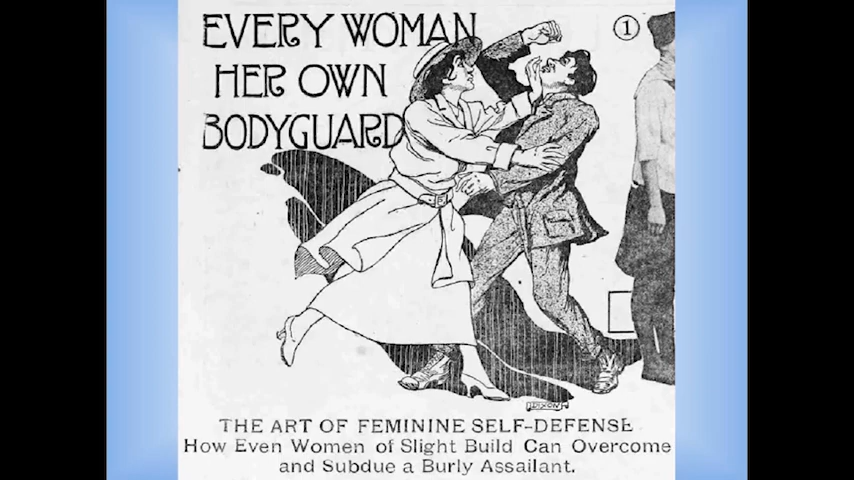 EVERY WOMAN
HER OWN
BODYGUARD
1
DIXON
THE ART OF FEMININE SELF-DEFENSE
How Even Women of Slight Build Can Overcome
and Subdue a Burly Assailant.